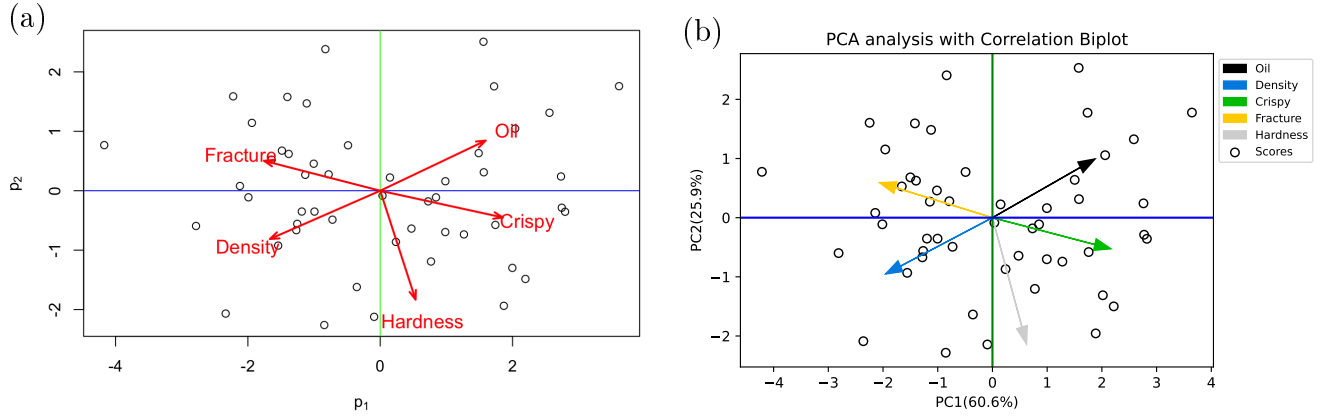 (a)
p₂
2
1
0
-1
-2
Oil
Fracture
Crispy
Density
Hardness
-4
-2
0
2
p₁
(b)
PCA analysis with Correlation Biplot
PC2(25.9%)
2
1
0
−1
−2
−4
−3
−2
−1
0
1
2
3
4
PC1(60.6%)
Oil
Density
Crispy
Fracture
Hardness
Scores